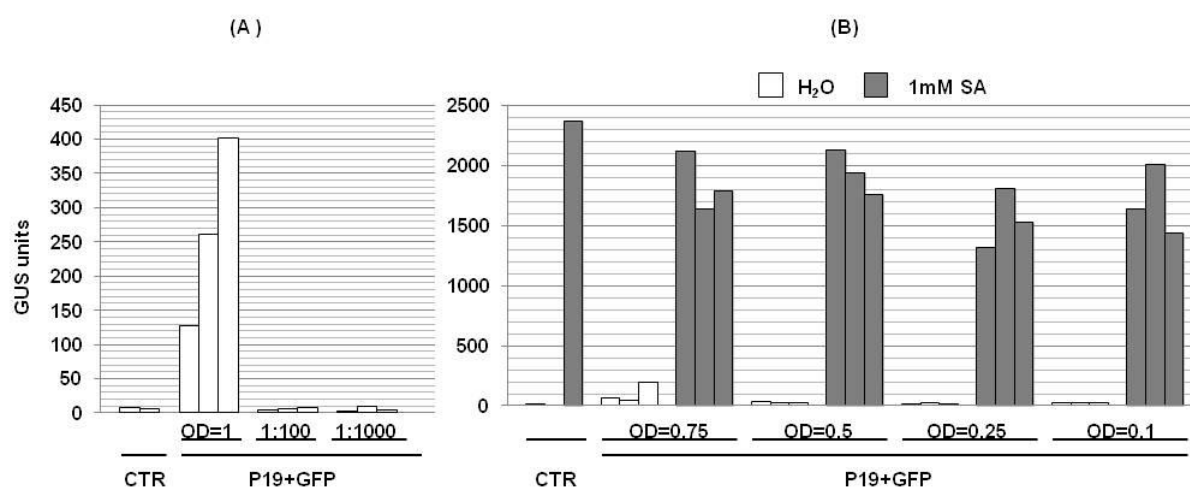 (A )
(B)
H₂O 1mM SA
GUS units
450
400
350
300
250
200
150
100
50
0
OD=1 1:100 1:1000
CTR P19+GFP
2500
2000
1500
1000
500
0
OD=0.75 OD=0.5 OD=0.25 OD=0.1
CTR P19+GFP